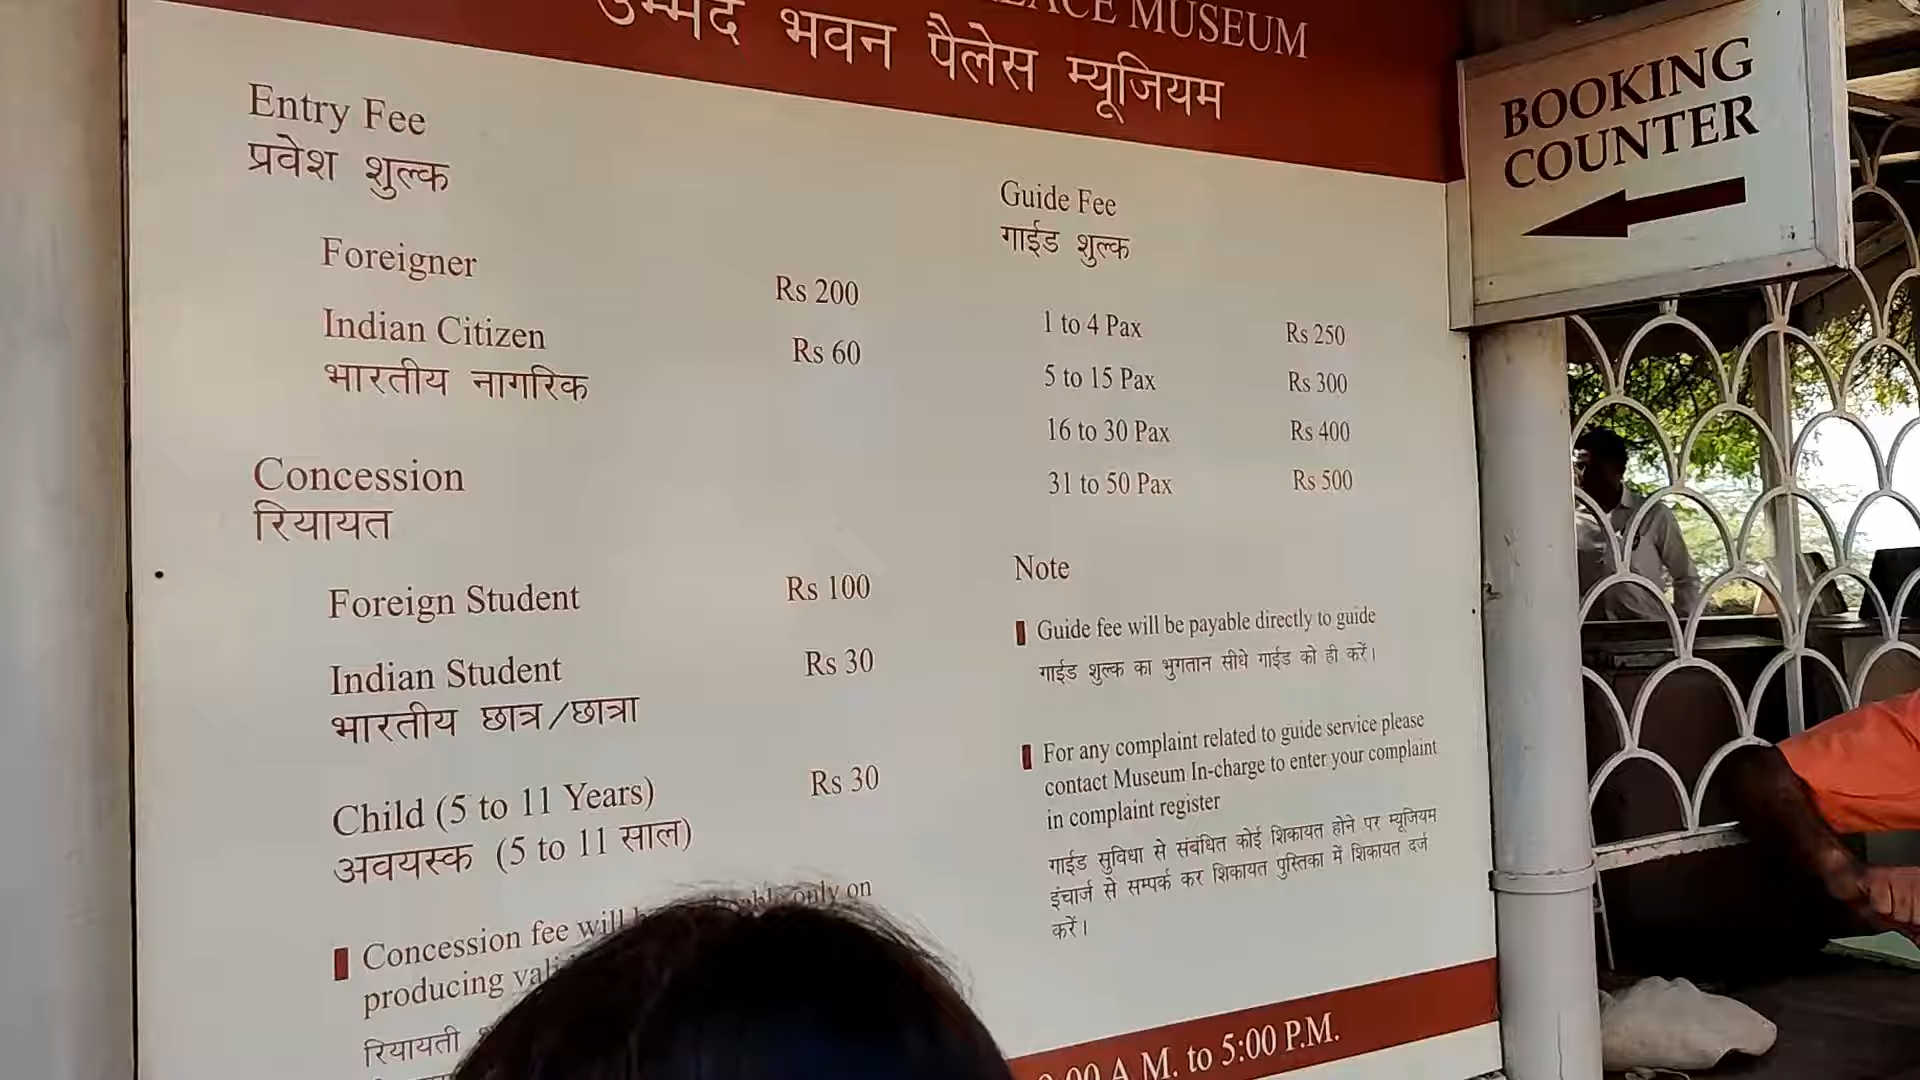 MUSEUM
भवन पैलेस म्यूजियम
Entry Fee
प्रवेश शुल्क
Foreigner Rs 200
Indian Citizen Rs 60
भारतीय नागरिक
Concession
रियायत
Foreign Student Rs 100
Indian Student Rs 30
भारतीय छात्र/छात्रा
Child (5 to 11 Years) Rs 30
अवयस्क (5 to 11 साल)
Concession fee will only on
producing
रियायती
Guide Fee
गाईड शुल्क
1 to 4 Pax Rs 250
5 to 15 Pax Rs 300
16 to 30 Pax Rs 400
31 to 50 Pax Rs 500
Note
Guide fee will be payable directly to guide
गाईड शुल्क का भुगतान सीधे गाईड को ही करें।
For any complaint related to guide service please
contact Museum In-charge to enter your complaint
in complaint register
गाईड सुविधा से संबंधित कोई शिकायत होने पर म्यूजियम
इंचार्ज से सम्पर्क कर शिकायत पुस्तिका में शिकायत दर्ज
करें।
A.M. to 5:00 P.M.
BOOKING
COUNTER